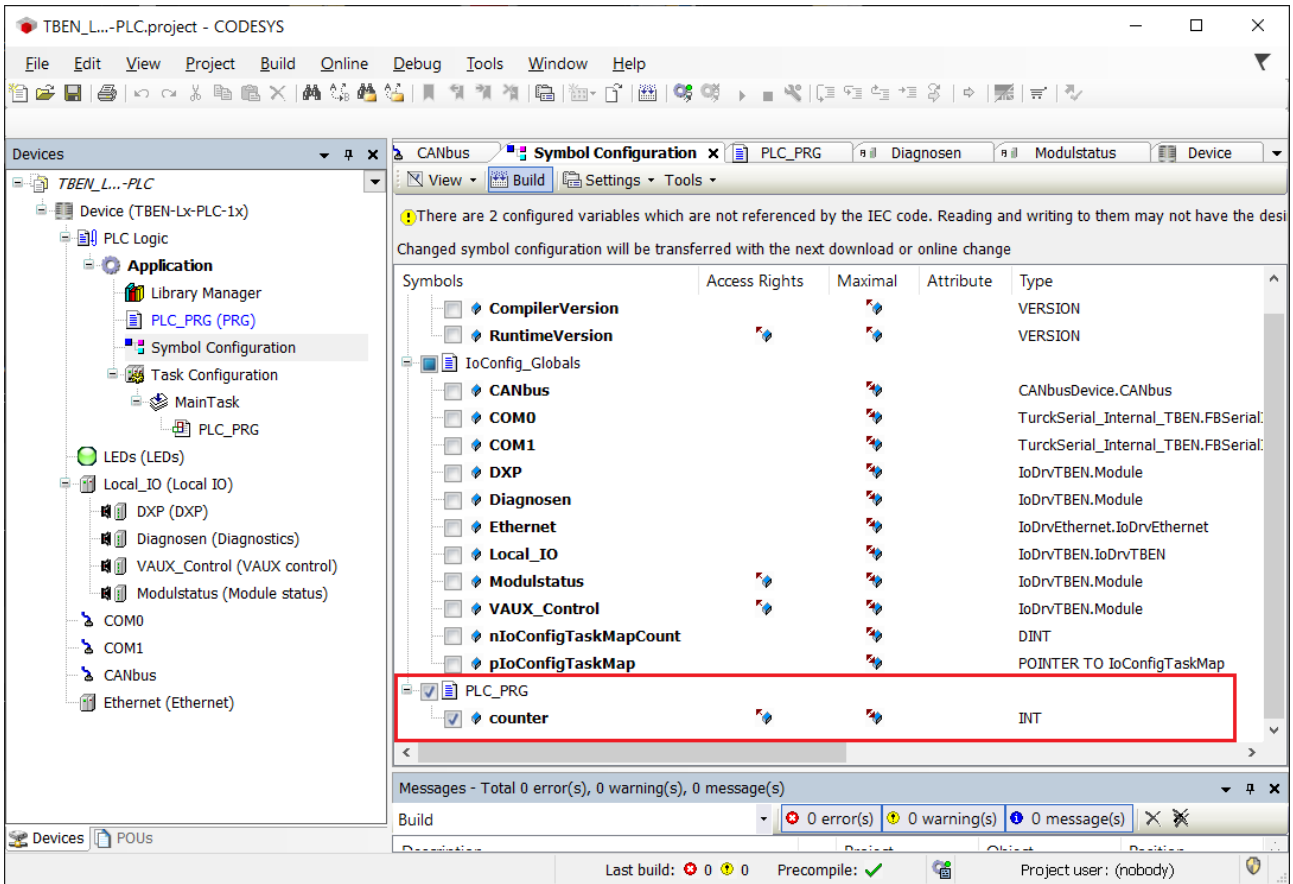 TBEN_L...-PLC.project - CODESYS
File Edit View Project Build Online Debug Tools Window Help
Devices
TBEN_L...-PLC
Device (TBEN-Lx-PLC-1x)
PLC Logic
Application
Library Manager
PLC_PRG (PRG)
Symbol Configuration
Task Configuration
MainTask
PLC_PRG
LEDs (LEDs)
Local_IO (Local IO)
DXP (DXP)
Diagnosen (Diagnostics)
VAUX_Control (VAUX control)
Modulstatus (Module status)
COM0
COM1
CANbus
Ethernet (Ethernet)
Devices POUs
CANbus Symbol Configuration PLC_PRG Diagnosen Modulstatus Device
View Build Settings Tools
There are 2 configured variables which are not referenced by the IEC code. Reading and writing to them may not have the desi
Changed symbol configuration will be transferred with the next download or online change
Symbols Access Rights Maximal Attribute Type
CompilerVersion VERSION
RuntimeVersion VERSION
IoConfig_Globals
CANbus CANbusDevice.CANbus
COM0 TurckSerial_Internal_TBEN.FBSerial
COM1 TurckSerial_Internal_TBEN.FBSerial
DXP IoDrvTBEN.Module
Diagnosen IoDrvTBEN.Module
Ethernet IoDrvEthernet.IoDrvEthernet
Local_IO IoDrvTBEN.IoDrvTBEN
Modulstatus IoDrvTBEN.Module
VAUX_Control IoDrvTBEN.Module
nIoConfigTaskMapCount DINT
pIoConfigTaskMap POINTER TO IoConfigTaskMap
PLC_PRG
counter INT
Messages - Total 0 error(s), 0 warning(s), 0 message(s)
Build 0 error(s) 0 warning(s) 0 message(s)
Description Project Object Position
Last build: 0 0 Precompile: Project user: (nobody)